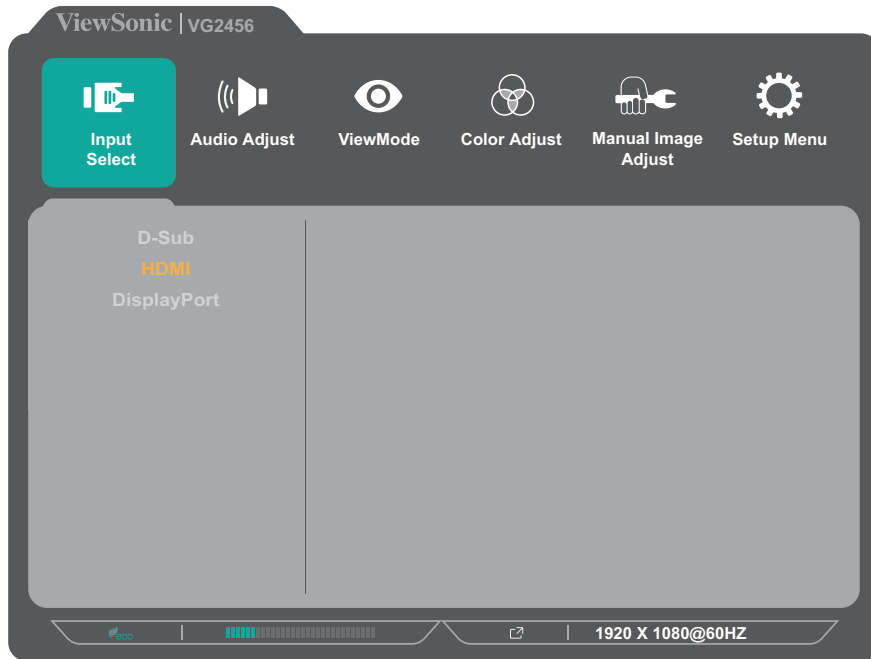 ViewSonic | VG2456
Input
Select
Audio Adjust
ViewMode
Color Adjust
Manual Image
Adjust
Setup Menu
D-Sub
HDMI
DisplayPort
eco
1920 X 1080@60HZ